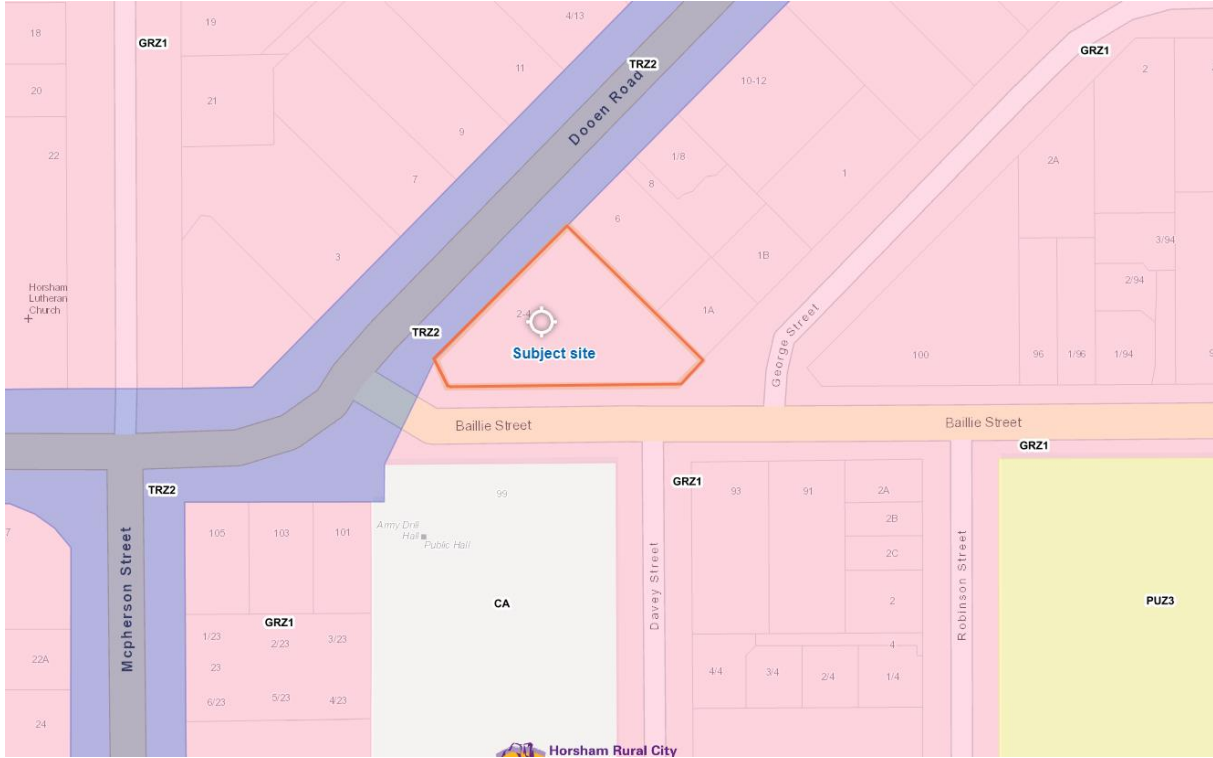 19
4/13
18
GRZ1
TRZ2
GRZ1
2
11
10-12
20
21
Dooen Road
9
22
1/8
2A
7
8
1
6
3/94
3
1B
2/94
Horsham
Lutheran
Church
2-4
1A
TRZ2
Subject site
George Street
100
96
1/96
1/94
Baillie Street
Baillie Street
GRZ1
GRZ1
TRZ2
99
93
91
2A
105
103
101
Army Drill
Hall
Public Hall
2B
2C
Mcpherson Street
Davey Street
Robinson Street
CA
2
PUZ3
GRZ1
1/23
2/23
3/23
4
22A
23
4/4
3/4
2/4
1/4
6/23
5/23
4/23
24
Horsham Rural City